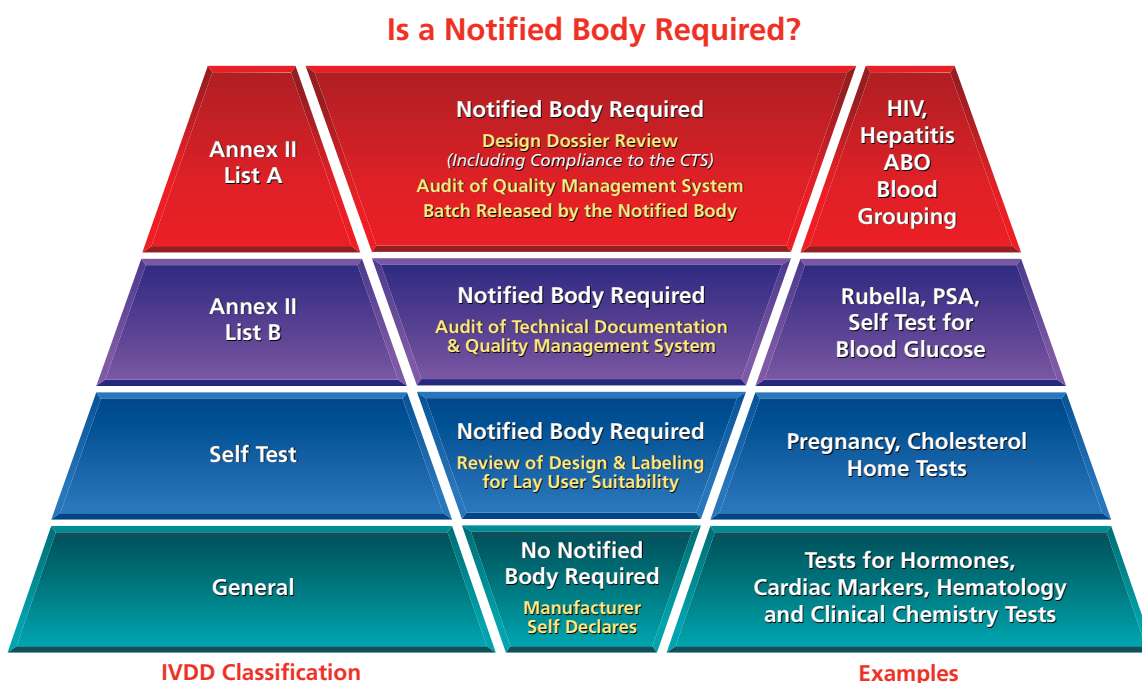 Is a Notified Body Required?
Annex II
List A
Notified Body Required
Design Dossier Review
(Including Compliance to the CTS)
Audit of Quality Management System
Batch Released by the Notified Body
HIV,
Hepatitis
ABO
Blood
Grouping
Annex II
List B
Notified Body Required
Audit of Technical Documentation
& Quality Management System
Rubella, PSA,
Self Test for
Blood Glucose
Self Test
Notified Body Required
Review of Design & Labeling
for Lay User Suitability
Pregnancy, Cholesterol
Home Tests
General
No Notified
Body Required
Manufacturer
Self Declares
Tests for Hormones,
Cardiac Markers, Hematology
and Clinical Chemistry Tests
IVDD Classification
Examples